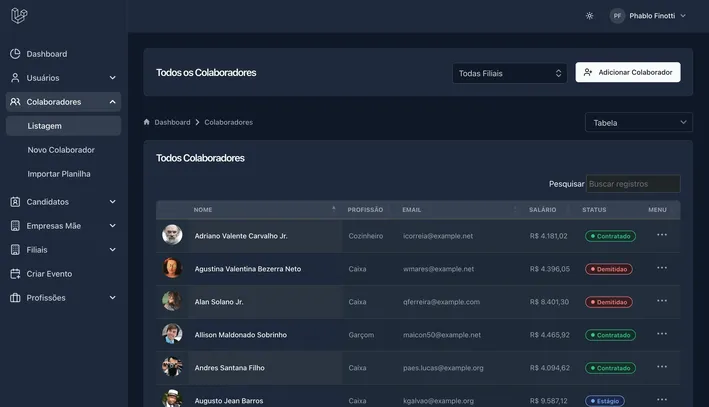 PF Phablo Finotti
Dashboard
Usuários
Colaboradores
Listagem
Novo Colaborador
Importar Planilha
Candidatos
Empresas Mãe
Filiais
Criar Evento
Profissões
Todos os Colaboradores
Todas Filiais
Adicionar Colaborador
Dashboard > Colaboradores
Tabela
Todos Colaboradores
Pesquisar Buscar registros
NOME PROFISSÃO EMAIL SALÁRIO STATUS MENU
Adriano Valente Carvalho Jr. Cozinheiro icorreia@example.net R$ 4.181,02 Contratado
Agustina Valentina Bezerra Neto Caixa wmares@example.net R$ 4.396,05 Demitidao
Alan Solano Jr. Caixa qferreira@example.com R$ 8.401,30 Demitidao
Allison Maldonado Sobrinho Garçom maicon50@example.net R$ 4.465,92 Contratado
Andres Santana Filho Caixa paes.lucas@example.org R$ 4.094,62 Contratado
Augusto Jean Barros Caixa kgalvao@example.org R$ 9.587,12 Estágio